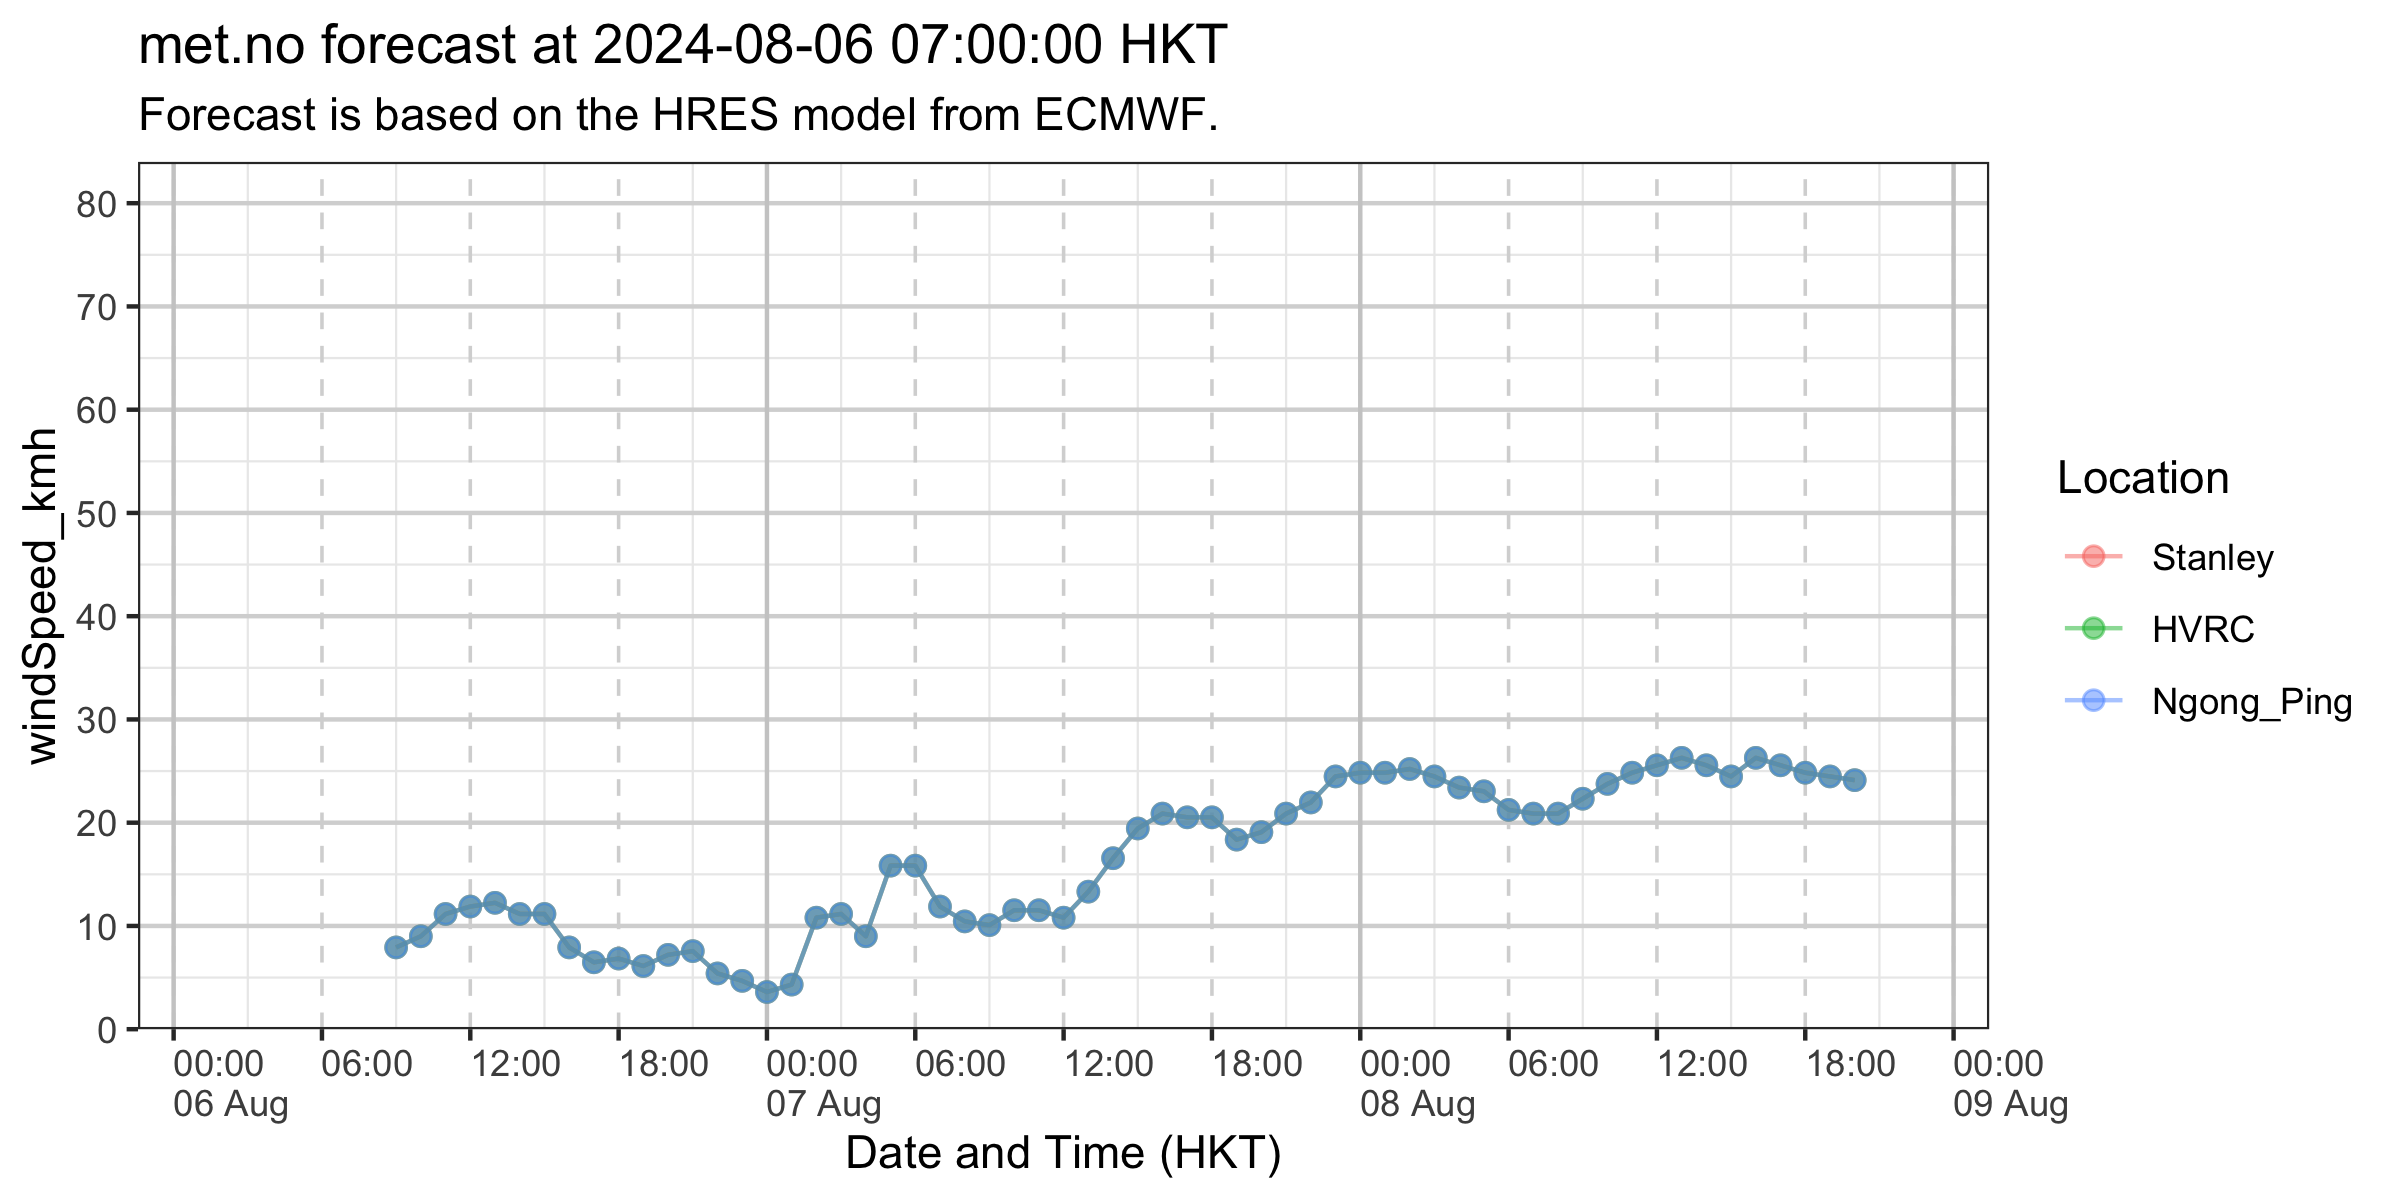 met.no forecast at 2024-08-06 07:00:00 HKT
Forecast is based on the HRES model from ECMWF.
windSpeed_kmh
80
70
60
50
40
30
20
10
0
00:00 06:00 12:00 18:00 00:00 06:00 12:00 18:00 00:00 06:00 12:00 18:00 00:00
06 Aug 07 Aug 08 Aug 09 Aug
Date and Time (HKT)
Location
Stanley
HVRC
Ngong_Ping